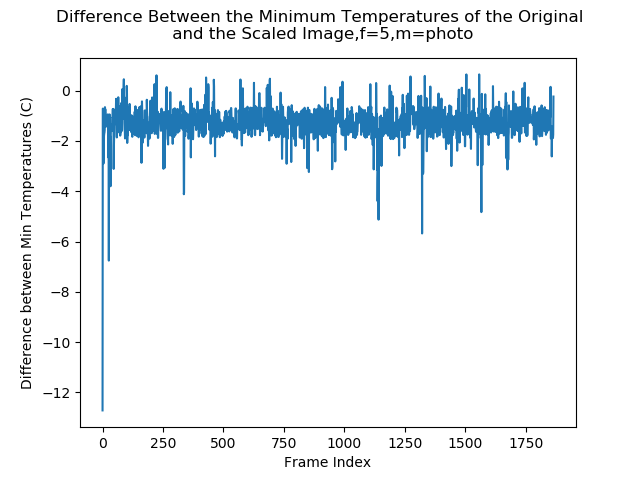 Difference Between the Minimum Temperatures of the Original
and the Scaled Image,f=5,m=photo
0
−2
−4
−6
−8
−10
−12
Difference between Min Temperatures (C)
0 250 500 750 1000 1250 1500 1750
Frame Index